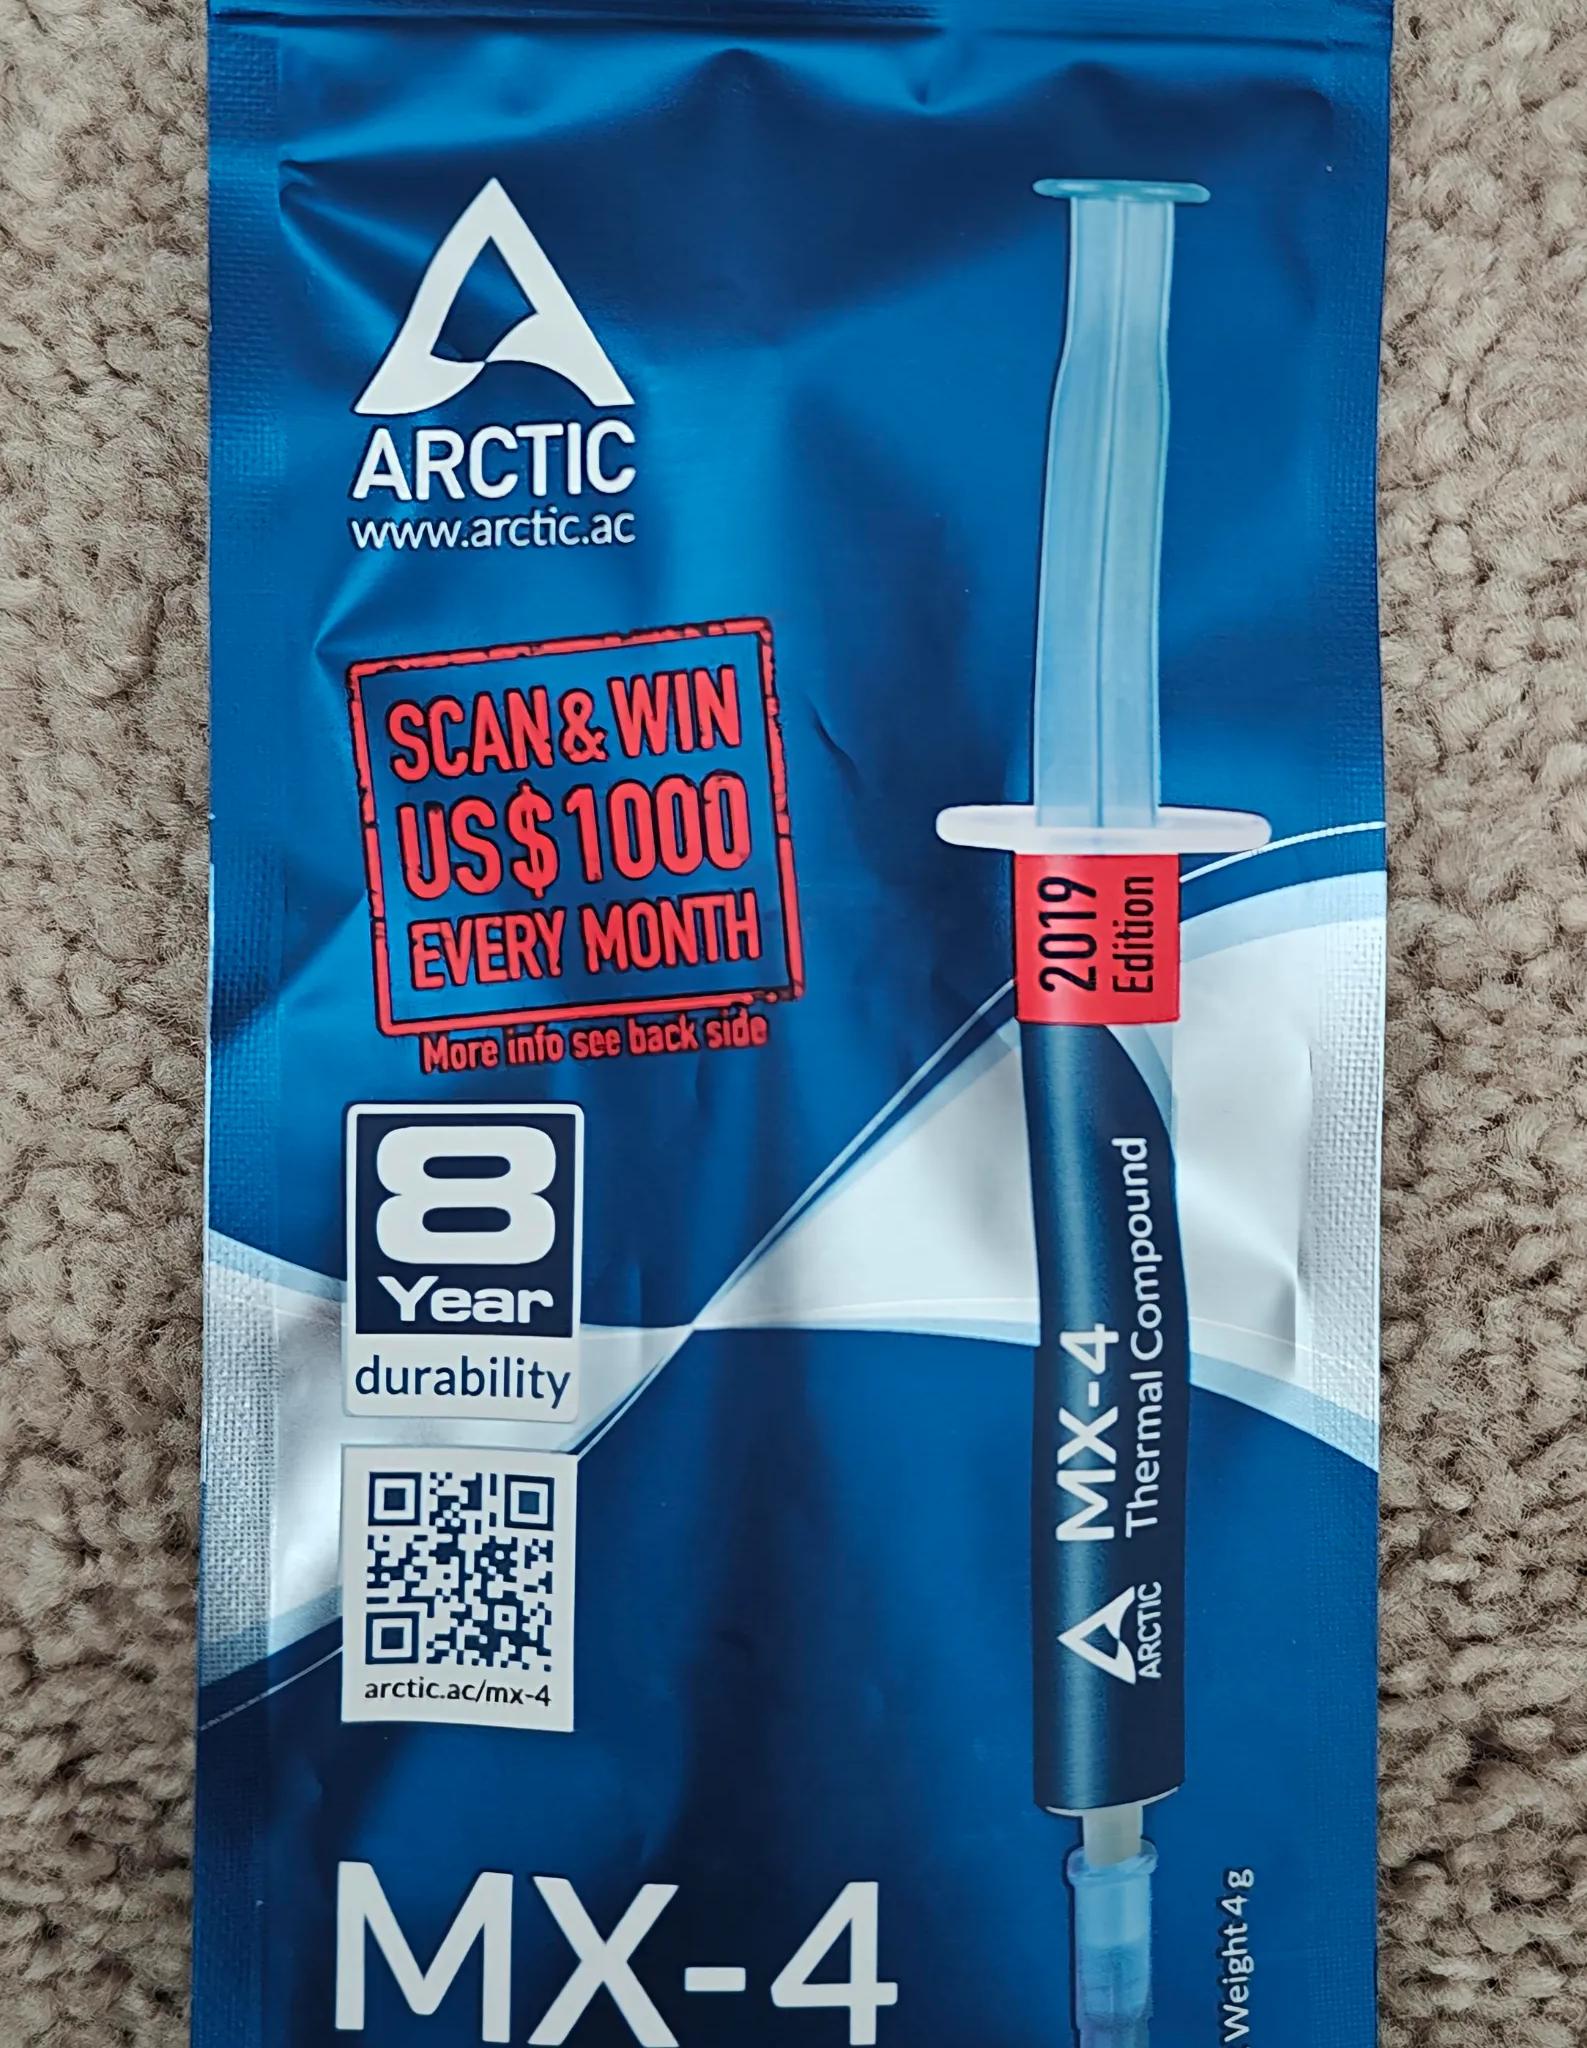 ARCTIC
www.arctic.ac
SCAN & WIN
US$1000
EVERY MONTH
More info see back side
2019
Edition
8
Year
durability
arctic.ac/mx-4
MX-4
Thermal Compound
ARCTIC
MX-4
Weight 4g